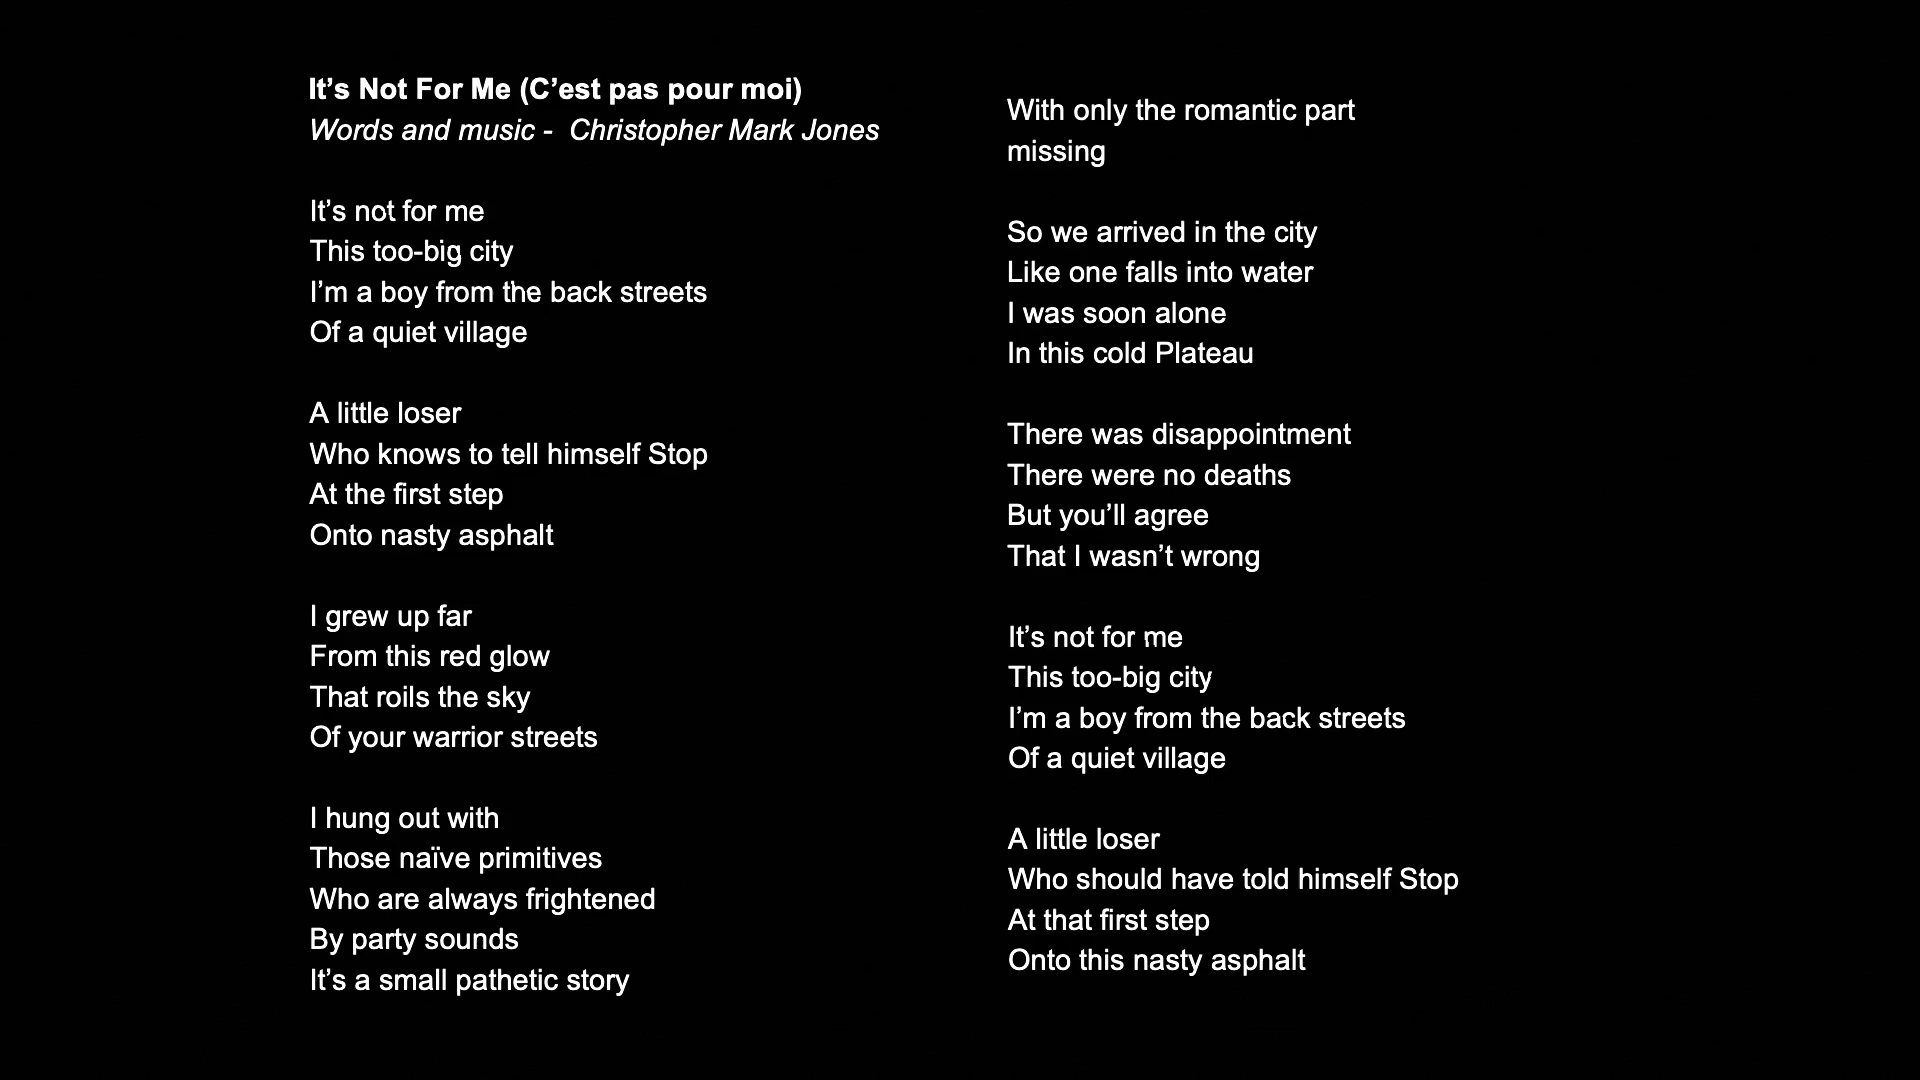 It’s Not For Me (C’est pas pour moi)
Words and music -  Christopher Mark Jones
It’s not for me
This too-big city
I’m a boy from the back streets
Of a quiet village
A little loser
Who knows to tell himself Stop
At the first step
Onto nasty asphalt
I grew up far
From this red glow
That roils the sky
Of your warrior streets
I hung out with
Those naïve primitives
Who are always frightened
By party sounds
It’s a small pathetic story
With only the romantic part
missing
So we arrived in the city
Like one falls into water
I was soon alone
In this cold Plateau
There was disappointment
There were no deaths
But you’ll agree
That I wasn’t wrong
It’s not for me
This too-big city
I’m a boy from the back streets
Of a quiet village
A little loser
Who should have told himself Stop
At that first step
Onto this nasty asphalt